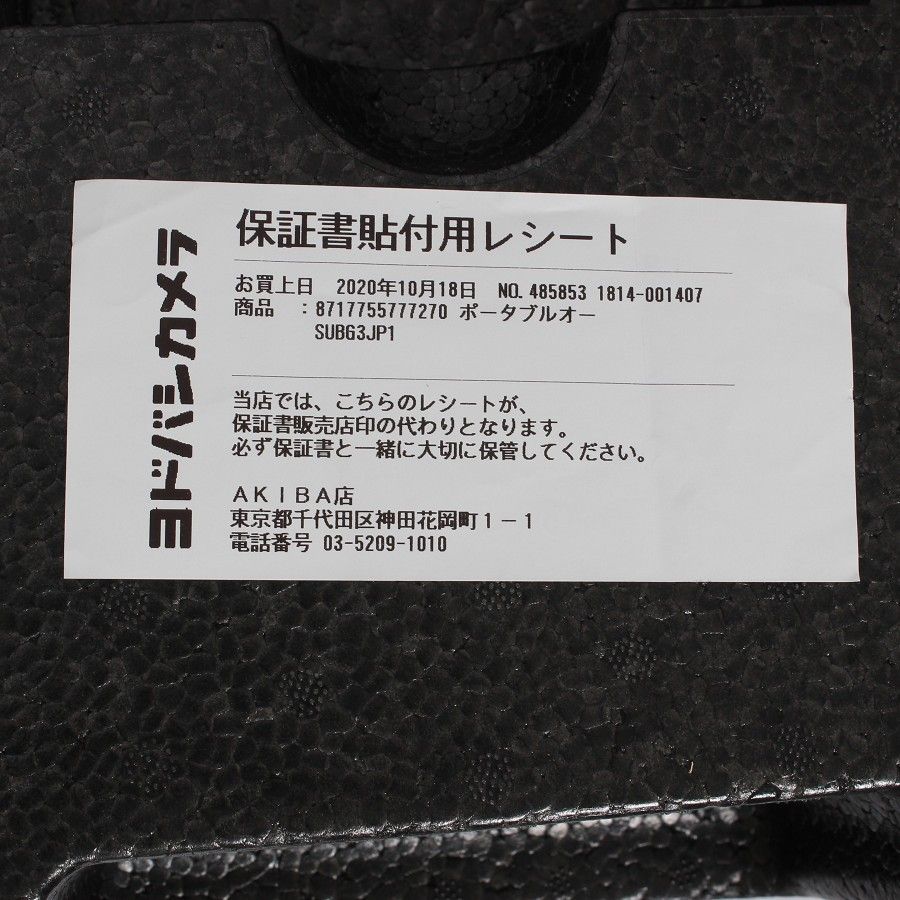 ヨドバシカメラ
保証書貼付用レシート
お買上日 2020年10月18日 NO. 485853 1814-001407
商品 :8717755777270 ポータブルオー
SUBG3JP1
当店では、こちらのレシートが、
保証書販売店印の代わりとなります。
必ず保証書と一緒に大切に保管してください。
AKIBA店
東京都千代田区神田花岡町1-1
電話番号 03-5209-1010